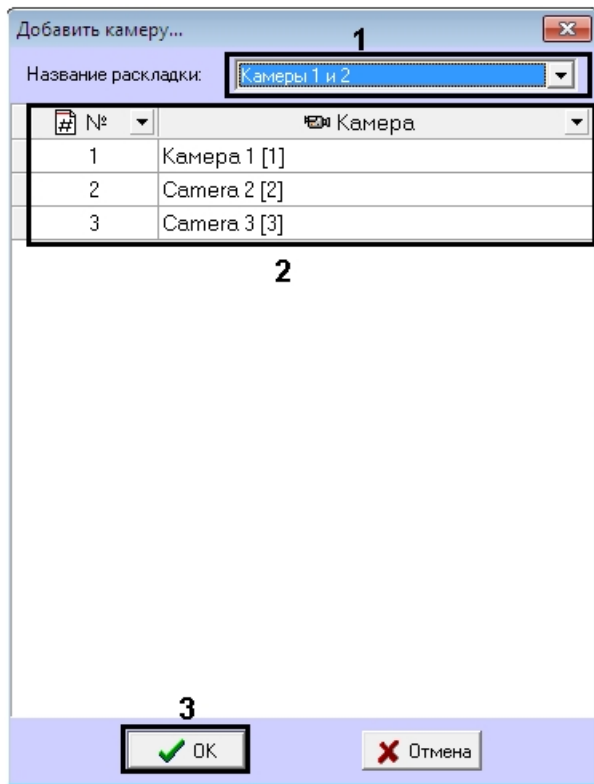 Добавить камеру...
1
Название раскладки: Камеры 1 и 2
№ Камера
1 Камера 1 [1]
2 Camera 2 [2]
3 Camera 3 [3]
2
3
OK Отмена